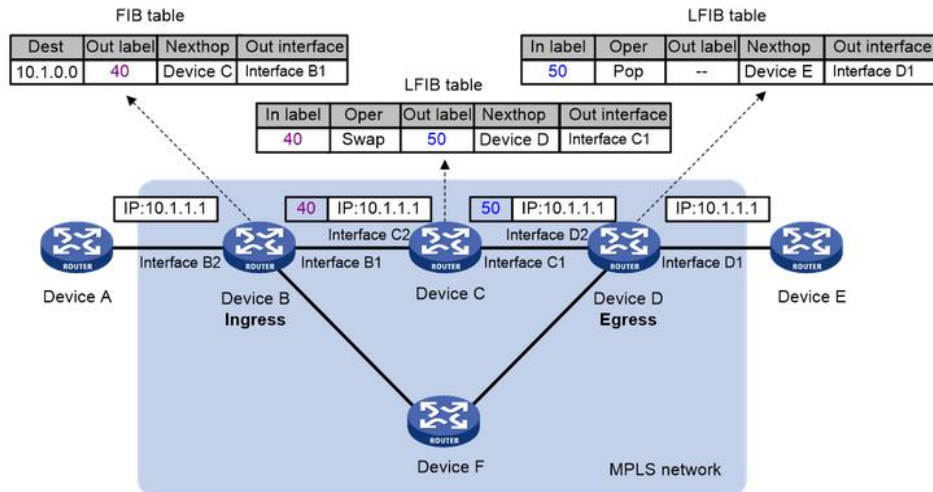 FIB table
Dest Out label Nexthop Out interface
10.1.0.0 40 Device C Interface B1
LFIB table
In label Oper Out label Nexthop Out interface
50 Pop -- Device E Interface D1
LFIB table
In label Oper Out label Nexthop Out interface
40 Swap 50 Device D Interface C1
IP:10.1.1.1 40 IP:10.1.1.1 50 IP:10.1.1.1 IP:10.1.1.1
Interface C2 Interface D2
ROUTER ROUTER ROUTER ROUTER ROUTER
Interface B2 Interface B1 Interface C1 Interface D1
Device A Device B Device C Device D Device E
Ingress Egress
ROUTER
Device F
MPLS network